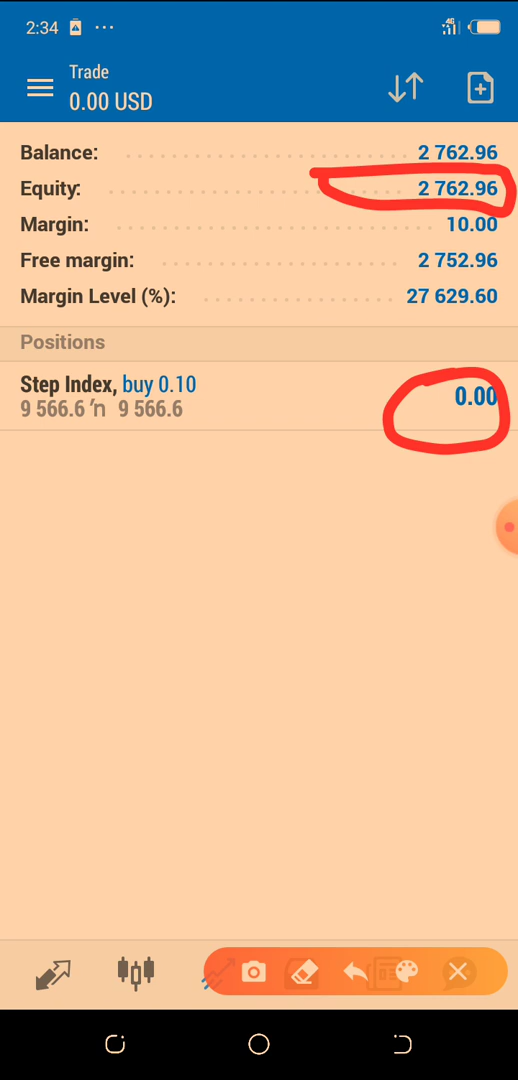 2:34
4G
Trade
0.00 USD
Balance: 2 762.96
Equity: 2 762.96
Margin: 10.00
Free margin: 2 752.96
Margin Level (%): 27 629.60
Positions
Step Index, buy 0.10
9 566.6 'n 9 566.6
0.00